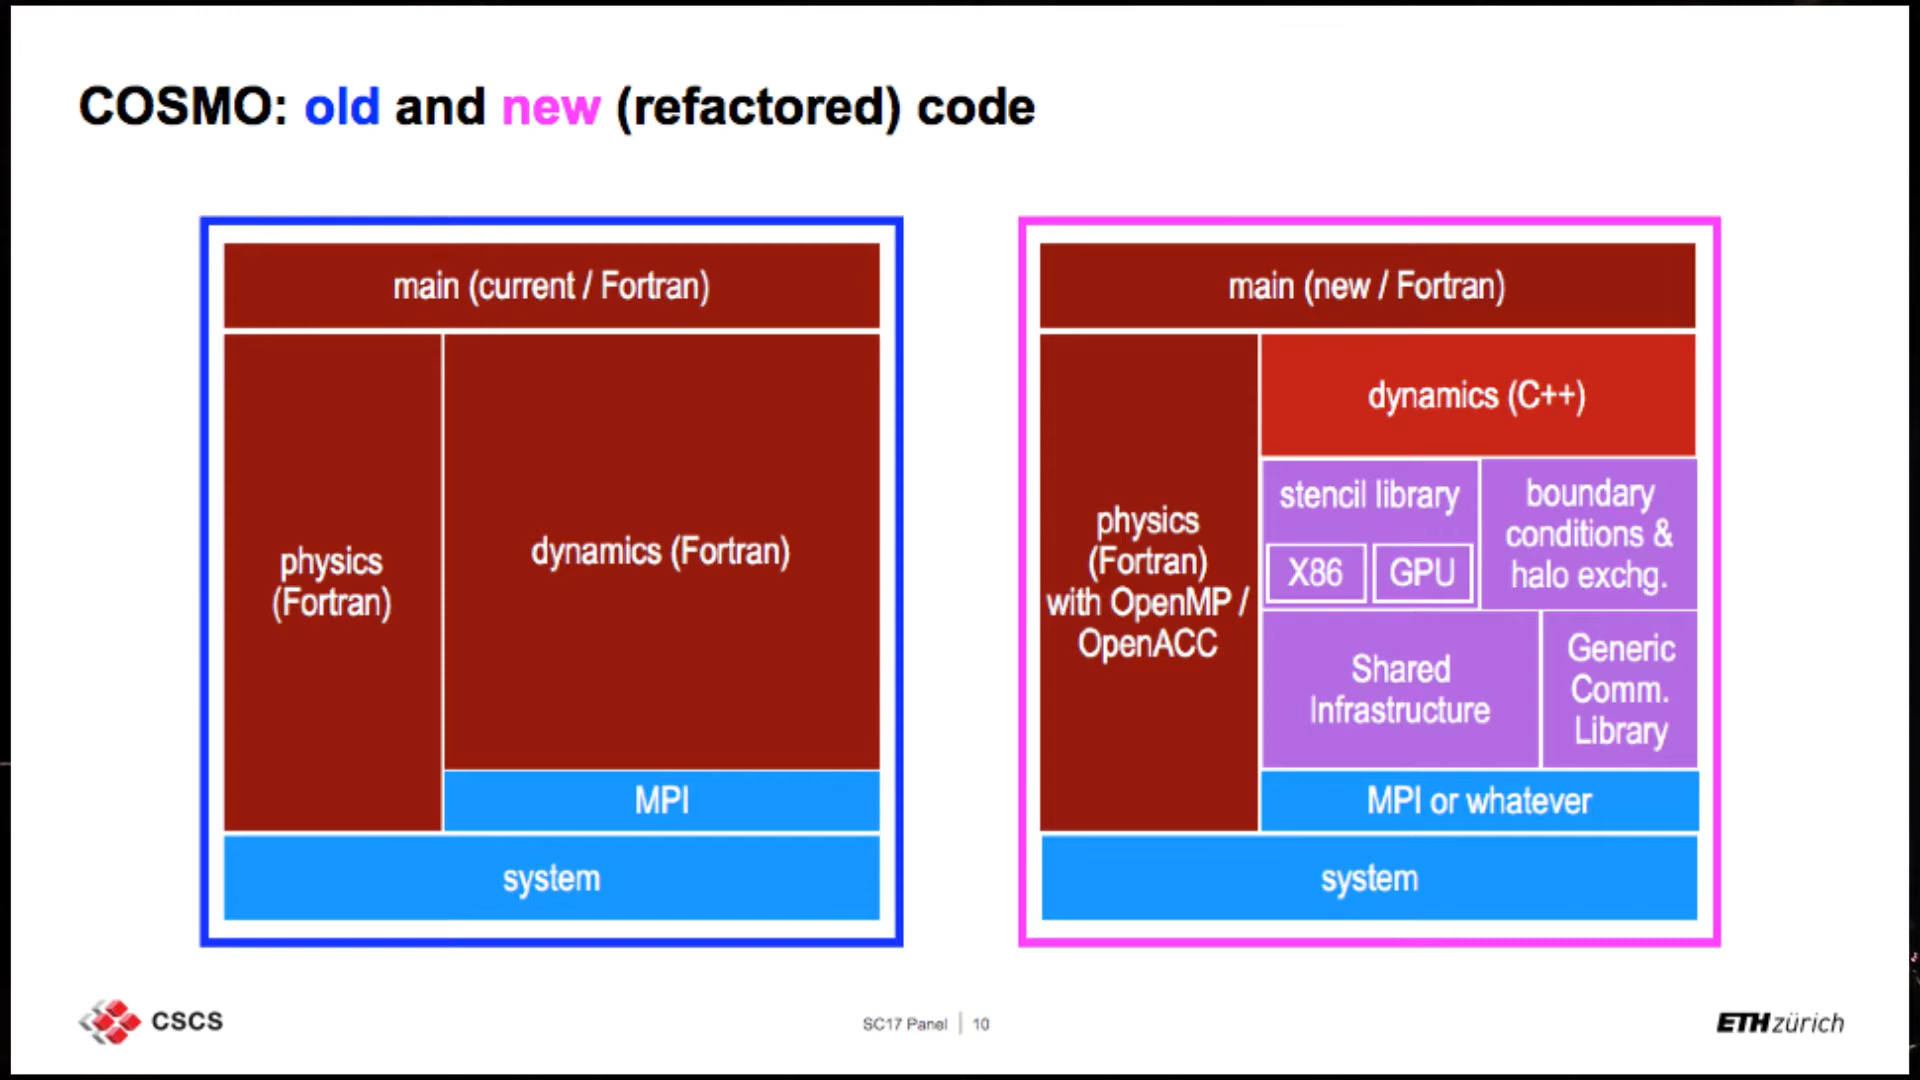 COSMO: old and new (refactored) code
main (current / Fortran)
physics
(Fortran)
dynamics (Fortran)
MPI
system
main (new / Fortran)
physics
(Fortran)
with OpenMP /
OpenACC
dynamics (C++)
stencil library
X86
GPU
boundary
conditions &
halo exchg.
Shared
Infrastructure
Generic
Comm.
Library
MPI or whatever
system
CSCS
SC17 Panel | 10
ETH zürich